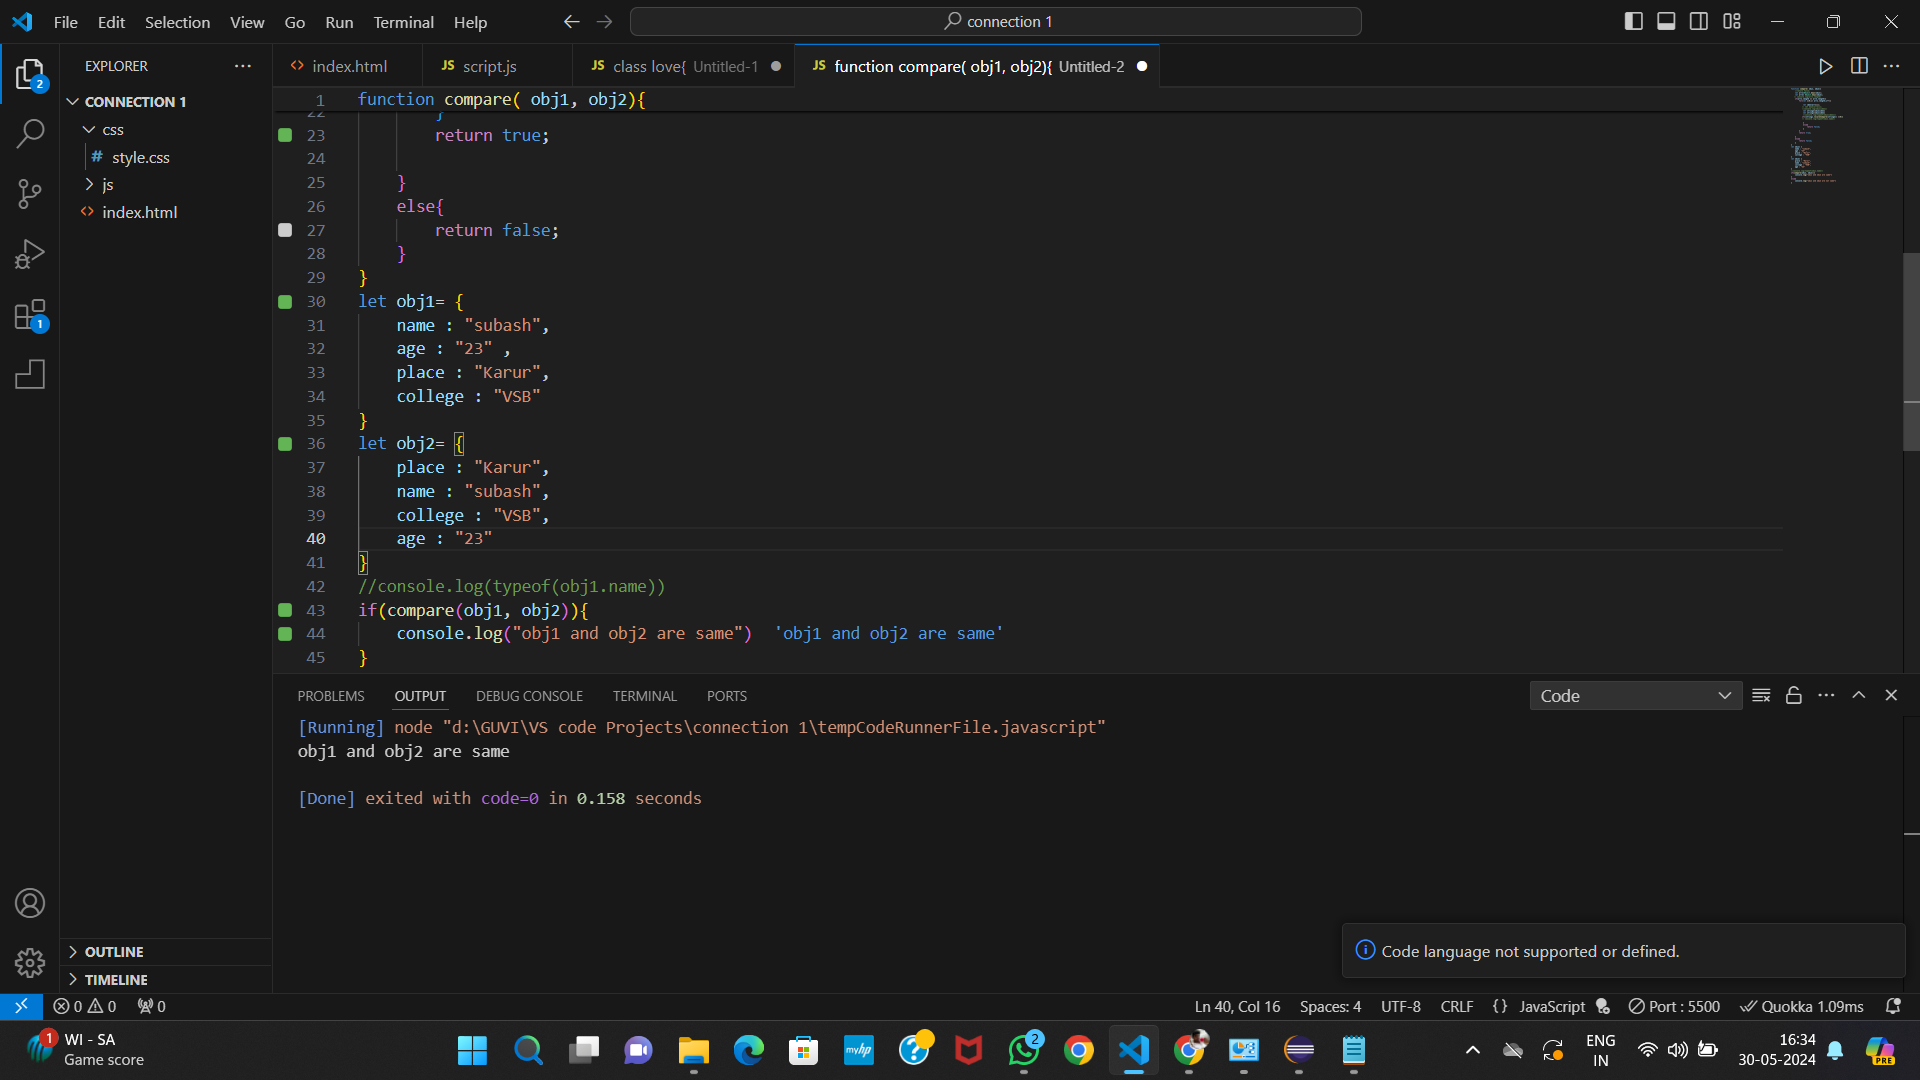 File Edit Selection View Go Run Terminal Help
connection 1
EXPLORER
index.html
script.js
class love{ Untitled-1
function compare( obj1, obj2){ Untitled-2
CONNECTION 1
css
style.css
js
index.html
1 function compare( obj1, obj2){
22 }
23 return true;
24
25 }
26 else{
27 return false;
28 }
29 }
30 let obj1= {
31 name : "subash",
32 age : "23" ,
33 place : "Karur",
34 college : "VSB"
35 }
36 let obj2= {
37 place : "Karur",
38 name : "subash",
39 college : "VSB",
40 age : "23"
41 }
42 //console.log(typeof(obj1.name))
43 if(compare(obj1, obj2)){
44 console.log("obj1 and obj2 are same") 'obj1 and obj2 are same'
45 }
PROBLEMS OUTPUT DEBUG CONSOLE TERMINAL PORTS
Code
[Running] node "d:\GUVI\VS code Projects\connection 1\tempCodeRunnerFile.javascript"
obj1 and obj2 are same
[Done] exited with code=0 in 0.158 seconds
Code language not supported or defined.
OUTLINE
TIMELINE
0 0 0
Ln 40, Col 16 Spaces: 4 UTF-8 CRLF {} JavaScript Port : 5500 Quokka 1.09ms
WI - SA
Game score
ENG
IN
16:34
30-05-2024